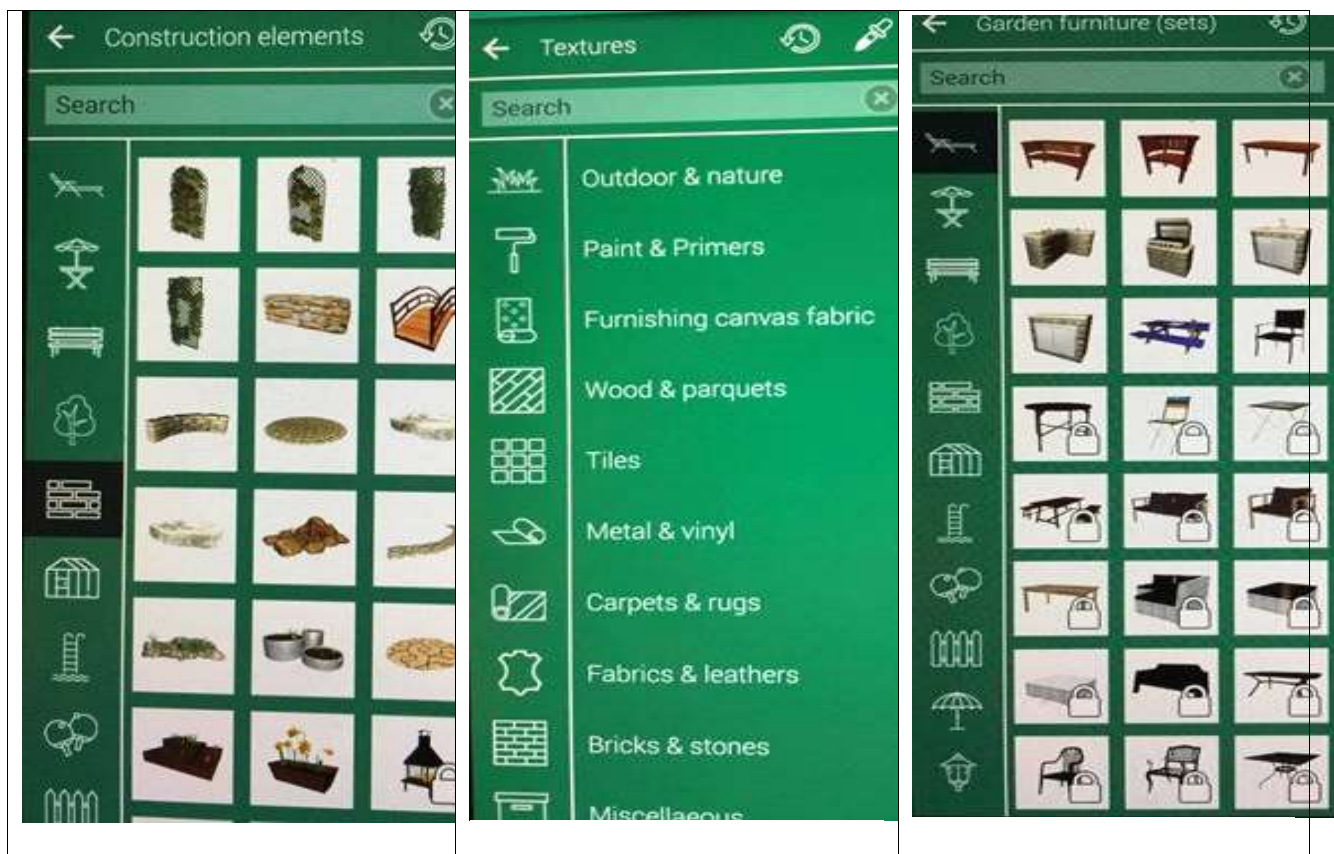 Construction elements
Search
Textures
Search
Outdoor & nature
Paint & Primers
Furnishing canvas fabric
Wood & parquets
Tiles
Metal & vinyl
Carpets & rugs
Fabrics & leathers
Bricks & stones
Miscellaeous
Garden furniture (sets)
Search